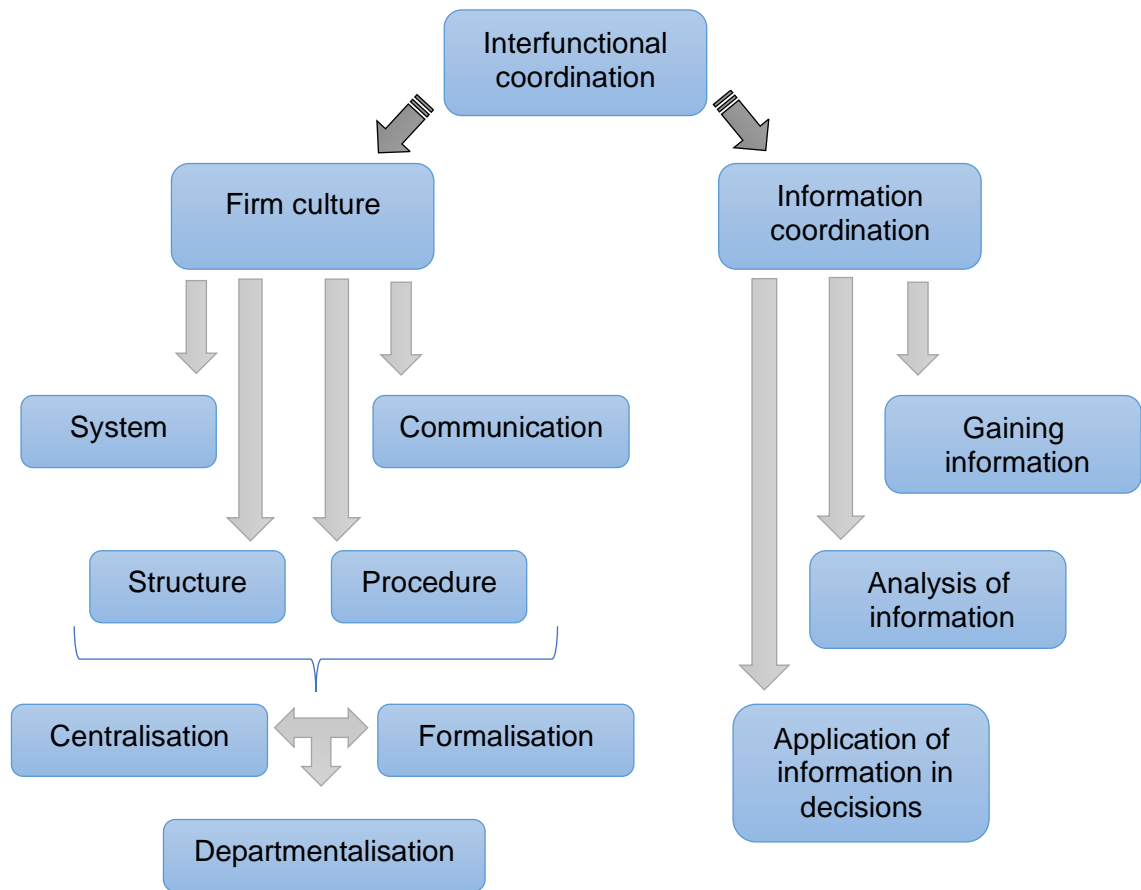 Interfunctional
coordination
Firm culture
Information
coordination
System
Communication
Gaining
information
Structure
Procedure
Analysis of
information
Centralisation
Formalisation
Application of
information in
decisions
Departmentalisation